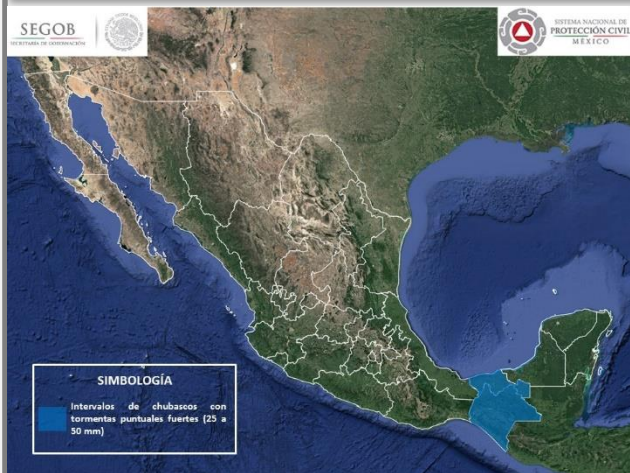 SEGOB
SECRETARÍA DE GOBERNACIÓN
SISTEMA NACIONAL DE
PROTECCIÓN CIVIL
MÉXICO
SIMBOLOGÍA
Intervalos de chubascos con
tormentas puntuales fuertes (25 a
50 mm)